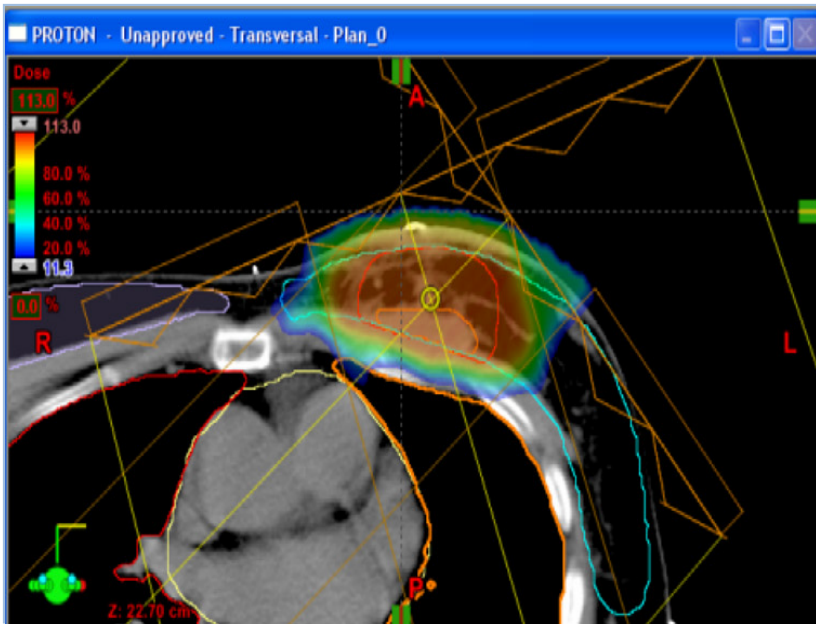 PROTON - Unapproved - Transversal - Plan_0
Dose
113.0 %
113.0
80.0 %
60.0 %
40.0 %
20.0 %
11.3
0.0 %
A
R
L
P
Z: 22.70 cm